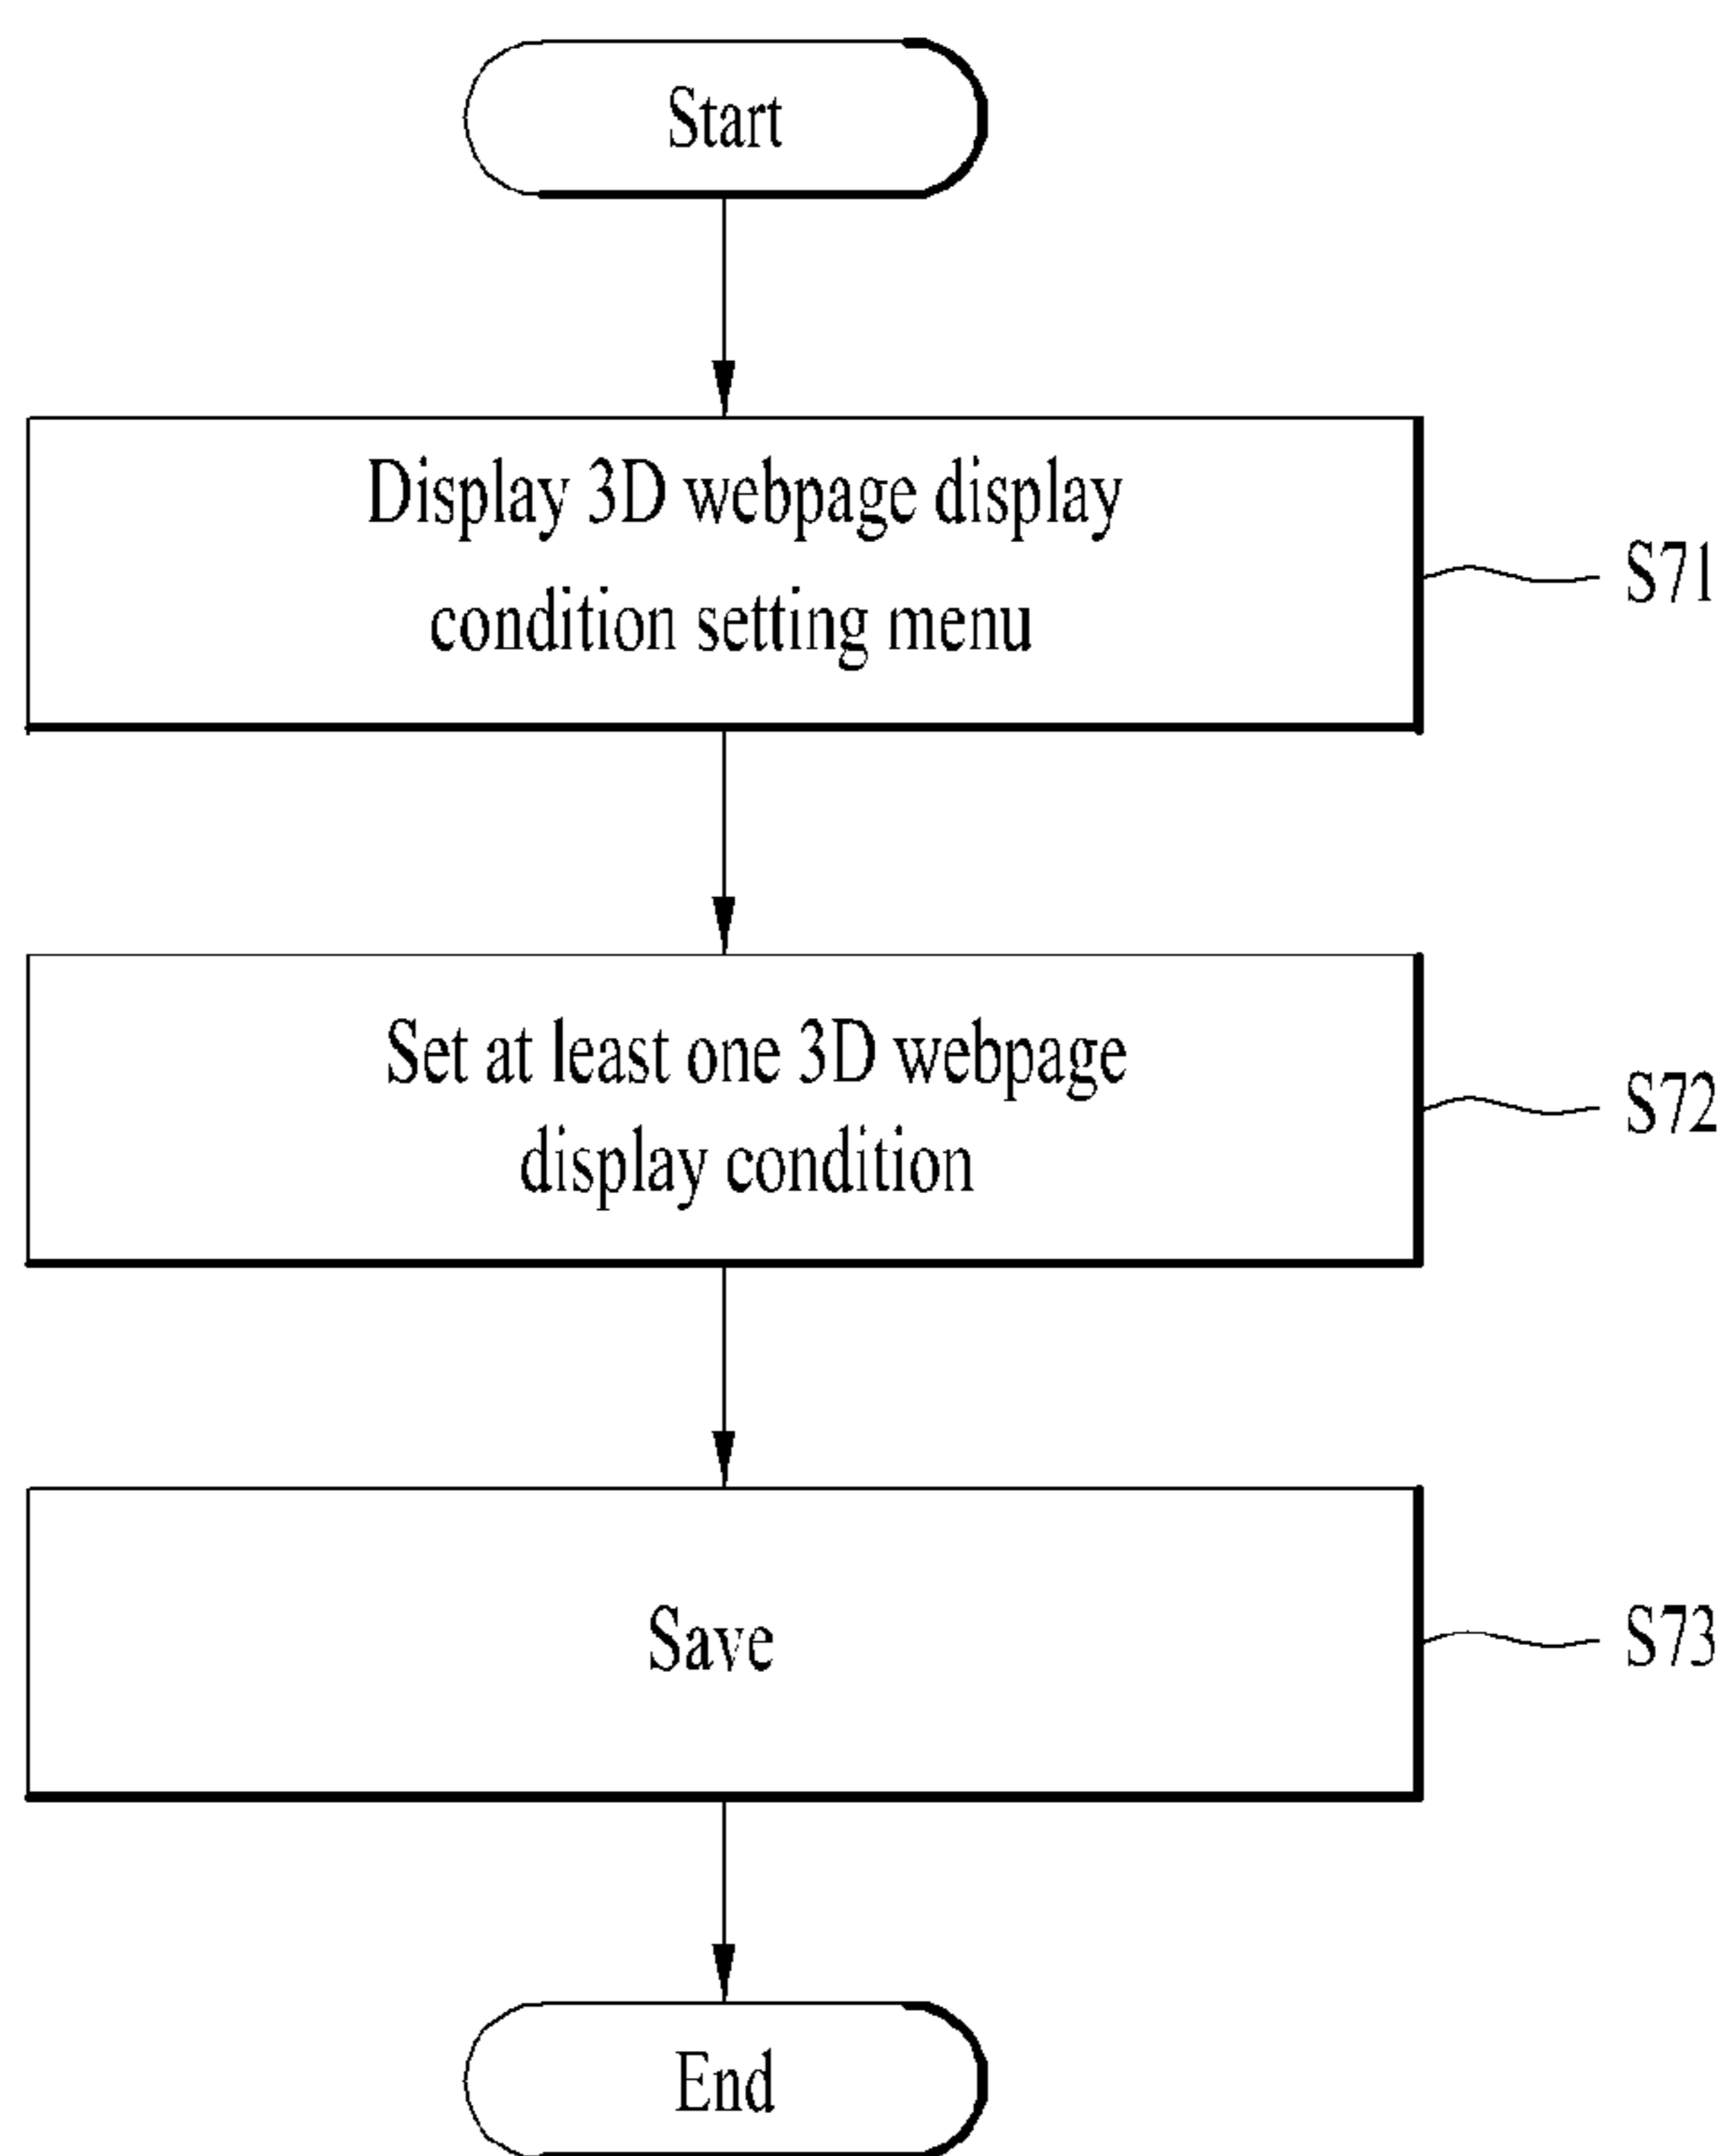 Start
Display 3D webpage display
condition setting menu
S71
Set at least one 3D webpage
display condition
S72
Save
S73
End